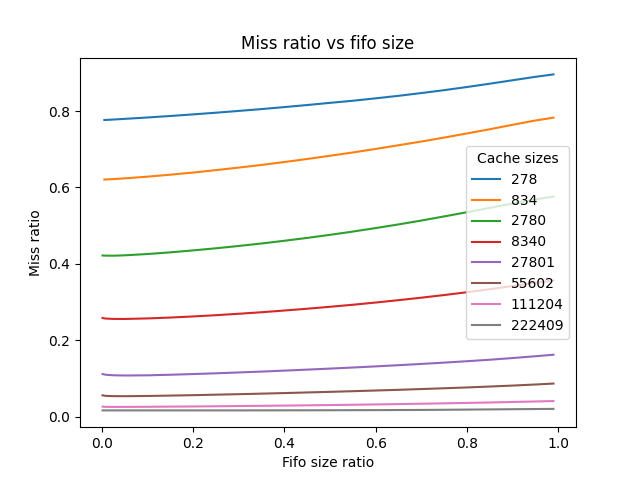 Miss ratio vs fifo size
Miss ratio
0.8
0.6
0.4
0.2
0.0
Cache sizes
278
834
2780
8340
27801
55602
111204
222409
0.0 0.2 0.4 0.6 0.8 1.0
Fifo size ratio